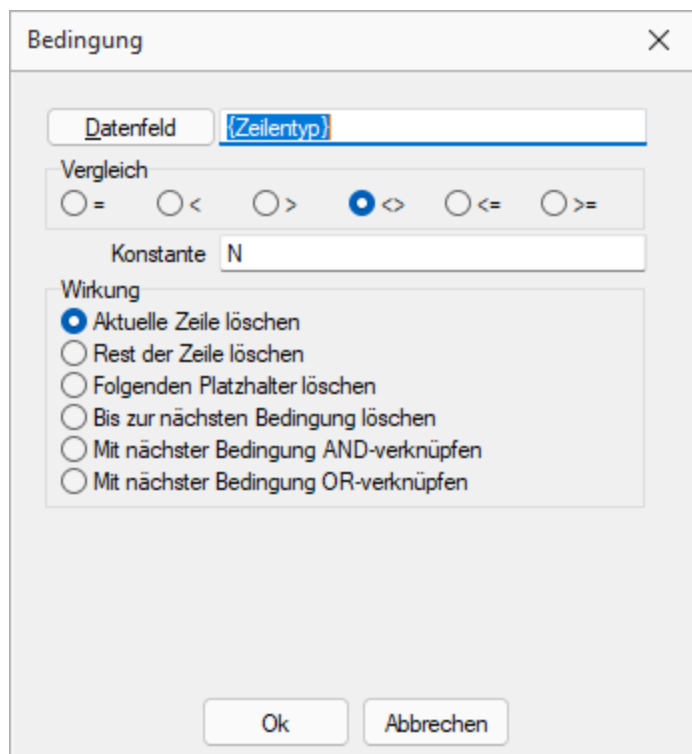 Bedingung
Datenfeld {Zeilentyp}
Vergleich
= < > <> <= >=
Konstante N
Wirkung
Aktuelle Zeile löschen
Rest der Zeile löschen
Folgenden Platzhalter löschen
Bis zur nächsten Bedingung löschen
Mit nächster Bedingung AND-verknüpfen
Mit nächster Bedingung OR-verknüpfen
Ok Abbrechen